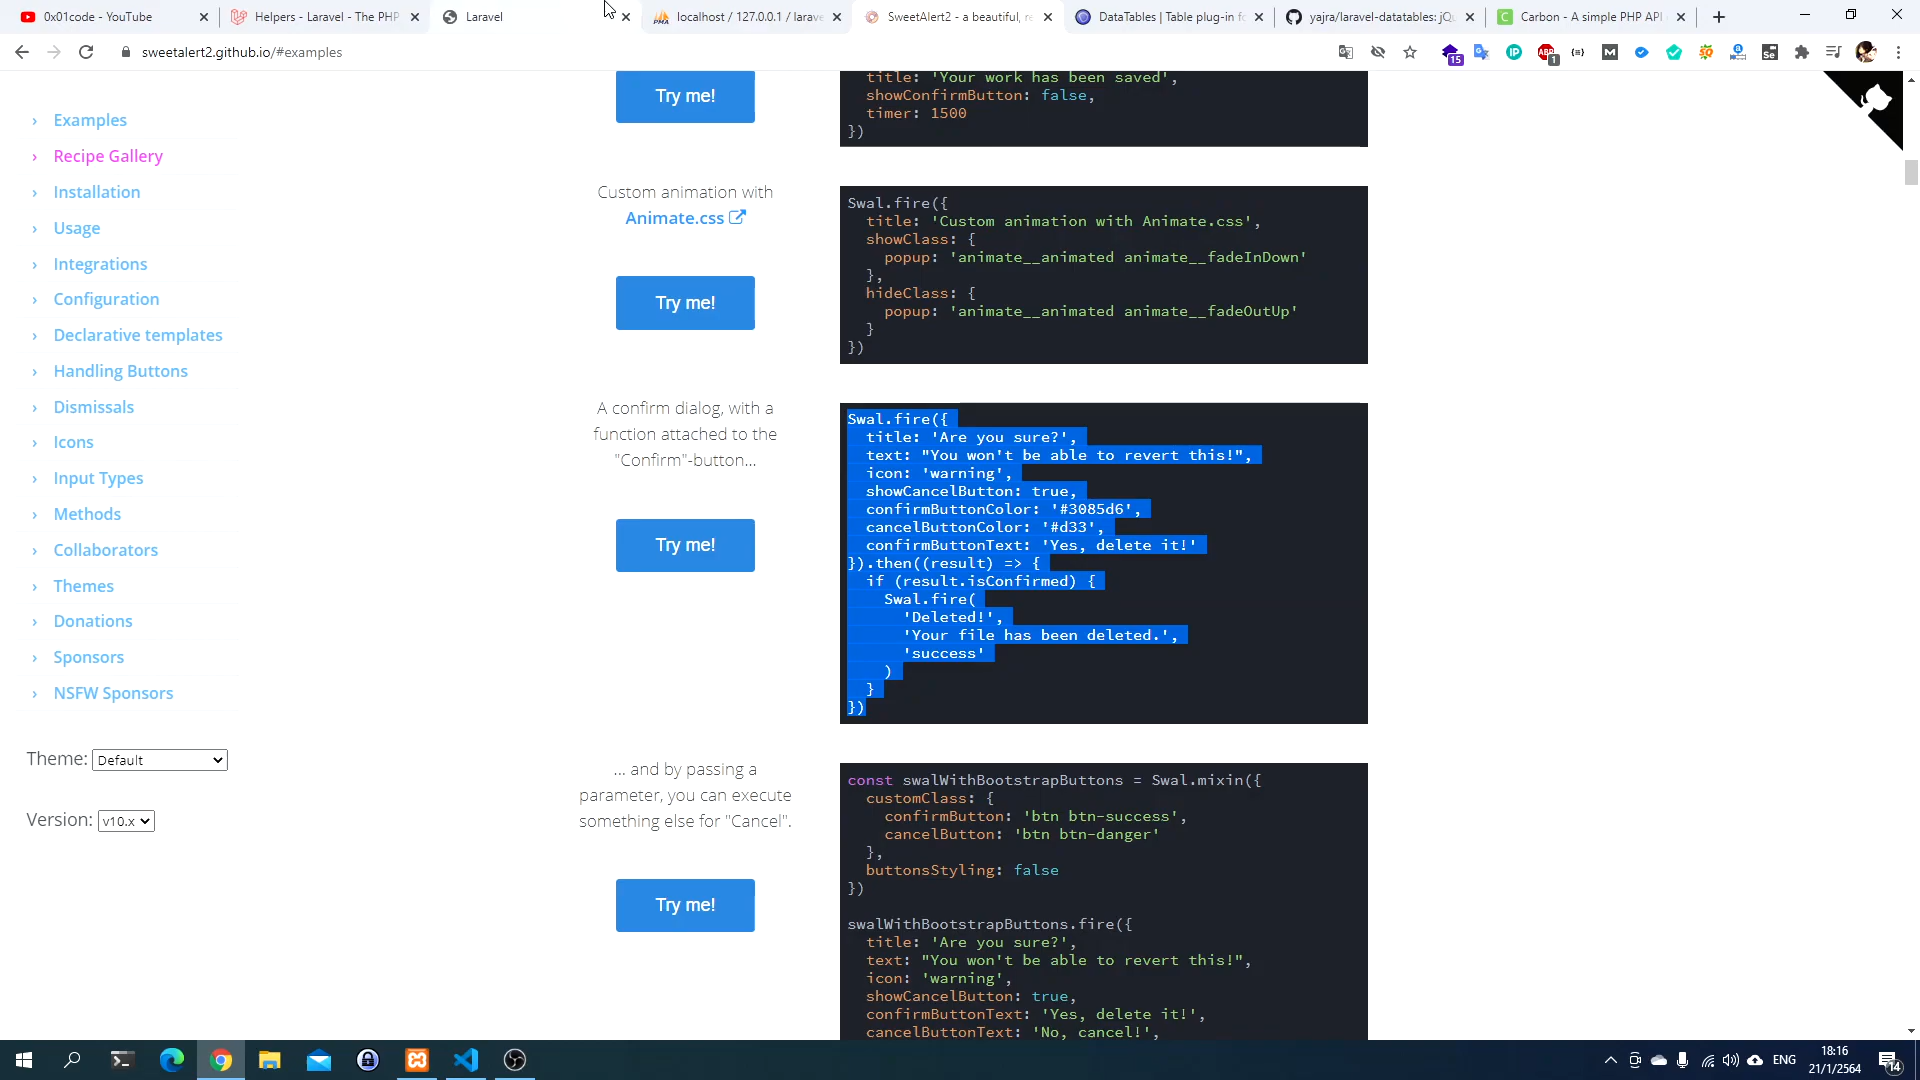 0x01code - YouTube
Helpers - Laravel - The PHP
Laravel
localhost / 127.0.0.1 / larave
SweetAlert2 - a beautiful, re
DataTables | Table plug-in fo
yajra/laravel-datatables: jQu
Carbon - A simple PHP API
sweetalert2.github.io/#examples
Examples
Recipe Gallery
Installation
Usage
Integrations
Configuration
Declarative templates
Handling Buttons
Dismissals
Icons
Input Types
Methods
Collaborators
Themes
Donations
Sponsors
NSFW Sponsors
Theme: Default
Version: v10.x
Try me!
title: 'Your work has been saved',
showConfirmButton: false,
timer: 1500
})
Custom animation with
Animate.css
Try me!
Swal.fire({
title: 'Custom animation with Animate.css',
showClass: {
popup: 'animate__animated animate__fadeInDown'
},
hideClass: {
popup: 'animate__animated animate__fadeOutUp'
}
})
A confirm dialog, with a
function attached to the
"Confirm"-button...
Try me!
Swal.fire({
title: 'Are you sure?',
text: "You won't be able to revert this!",
icon: 'warning',
showCancelButton: true,
confirmButtonColor: '#3085d6',
cancelButtonColor: '#d33',
confirmButtonText: 'Yes, delete it!'
}).then((result) => {
if (result.isConfirmed) {
Swal.fire(
'Deleted!',
'Your file has been deleted.',
'success'
)
}
})
... and by passing a
parameter, you can execute
something else for "Cancel".
Try me!
const swalWithBootstrapButtons = Swal.mixin({
customClass: {
confirmButton: 'btn btn-success',
cancelButton: 'btn btn-danger'
},
buttonsStyling: false
})
swalWithBootstrapButtons.fire({
title: 'Are you sure?',
text: "You won't be able to revert this!",
icon: 'warning',
showCancelButton: true,
confirmButtonText: 'Yes, delete it!',
cancelButtonText: 'No, cancel!',
ENG
18:16
21/1/2564
14